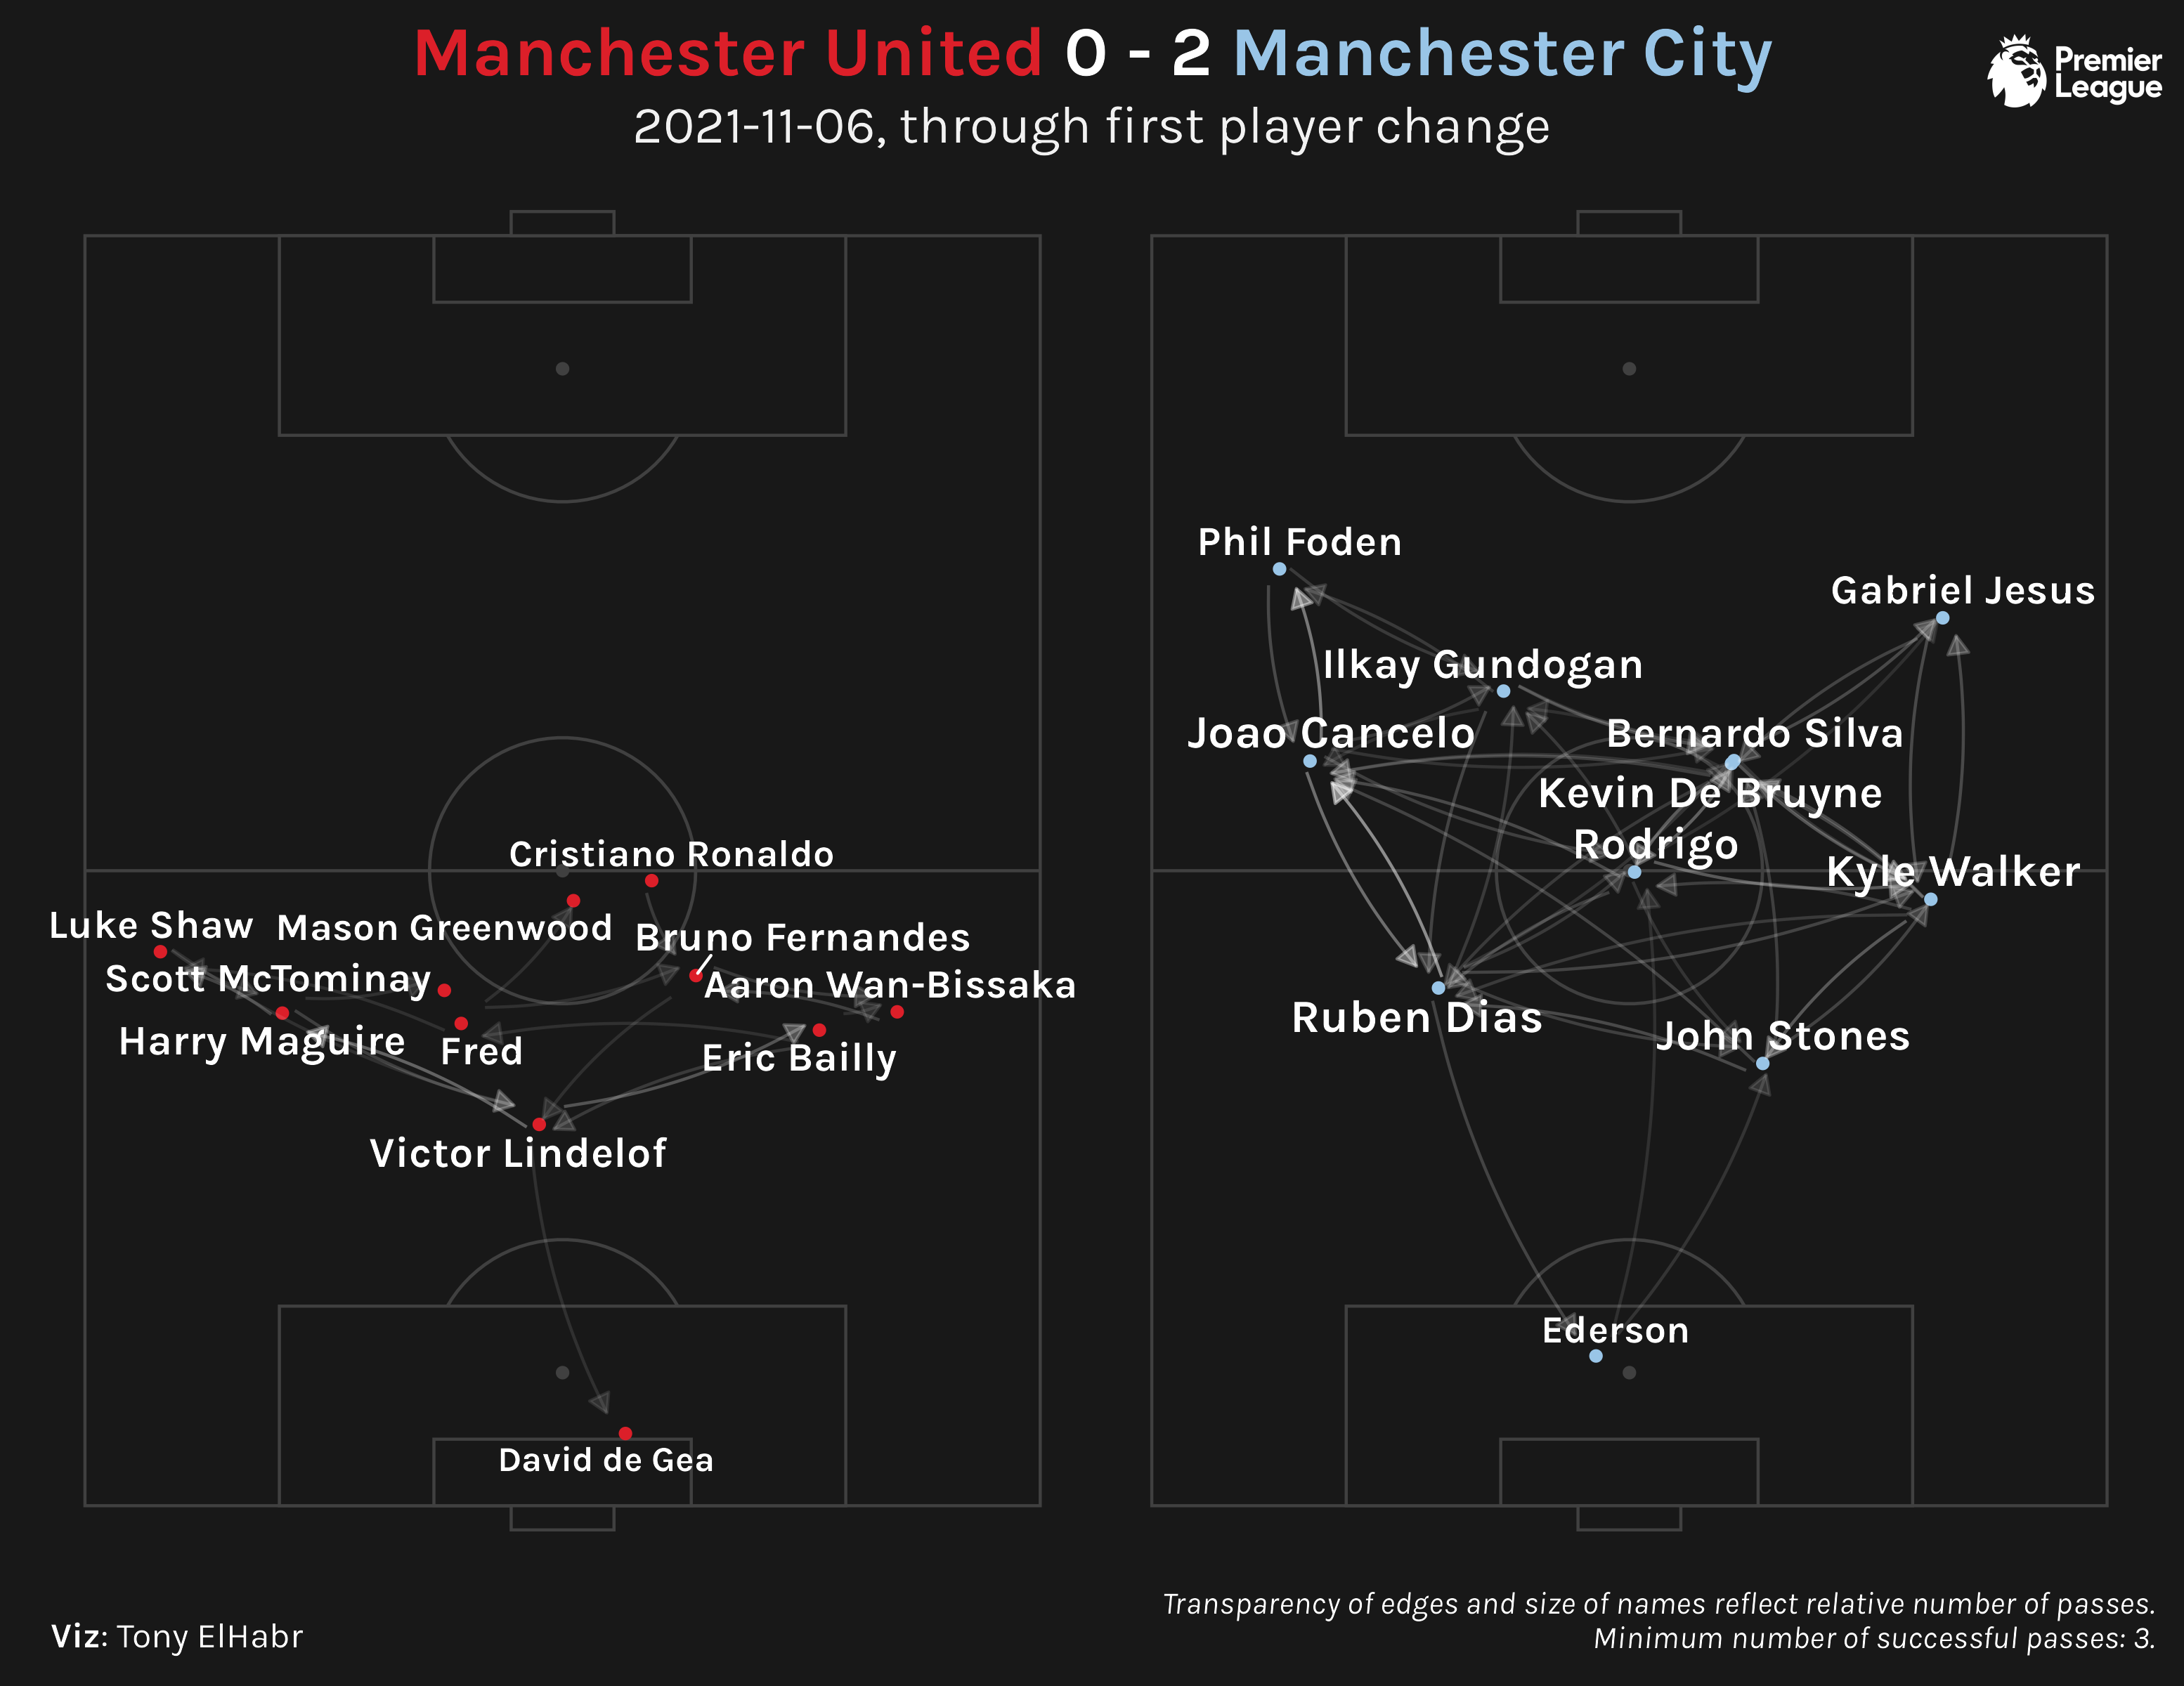 Manchester United 0 - 2 Manchester City
2021-11-06, through first player change
Premier
League
Cristiano Ronaldo
Luke Shaw
Mason Greenwood
Bruno Fernandes
Scott McTominay
Aaron Wan-Bissaka
Harry Maguire
Fred
Eric Bailly
Victor Lindelof
David de Gea
Phil Foden
Gabriel Jesus
Ilkay Gundogan
Joao Cancelo
Bernardo Silva
Kevin De Bruyne
Rodrigo
Kyle Walker
Ruben Dias
John Stones
Ederson
Viz: Tony ElHabr
Transparency of edges and size of names reflect relative number of passes.
Minimum number of successful passes: 3.